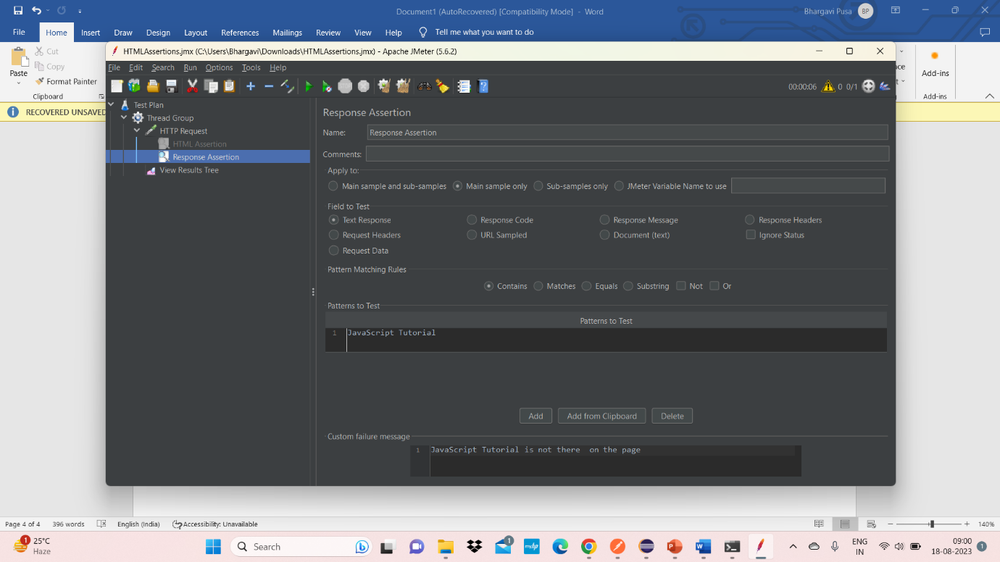 Document1 (AutoRecovered) [Compatibility Mode] - Word
Bhargavi Pusa BP
File Home Insert Draw Design Layout References Mailings Review View Help Tell me what you want to do
Paste
Cut
Copy
Format Painter
Clipboard
Add-ins
Add-ins
RECOVERED UNSAVED
HTMLAssertions.jmx (C:\Users\Bhargavi\Downloads\HTMLAssertions.jmx) - Apache JMeter (5.6.2)
File Edit Search Run Options Tools Help
00:00:06 0 0/1
Test Plan
Thread Group
HTTP Request
HTML Assertion
Response Assertion
View Results Tree
Response Assertion
Name: Response Assertion
Comments:
Apply to:
Main sample and sub-samples Main sample only Sub-samples only JMeter Variable Name to use
Field to Test
Text Response Response Code Response Message Response Headers
Request Headers URL Sampled Document (text) Ignore Status
Request Data
Pattern Matching Rules
Contains Matches Equals Substring Not Or
Patterns to Test
Patterns to Test
1 JavaScript Tutorial
Add Add from Clipboard Delete
Custom failure message
1 JavaScript Tutorial is not there  on the page
Page 4 of 4 396 words English (India) Accessibility: Unavailable 140%
1 25°C
Haze
Search
1
myhp
ENG
IN
09:00
18-08-2023
1